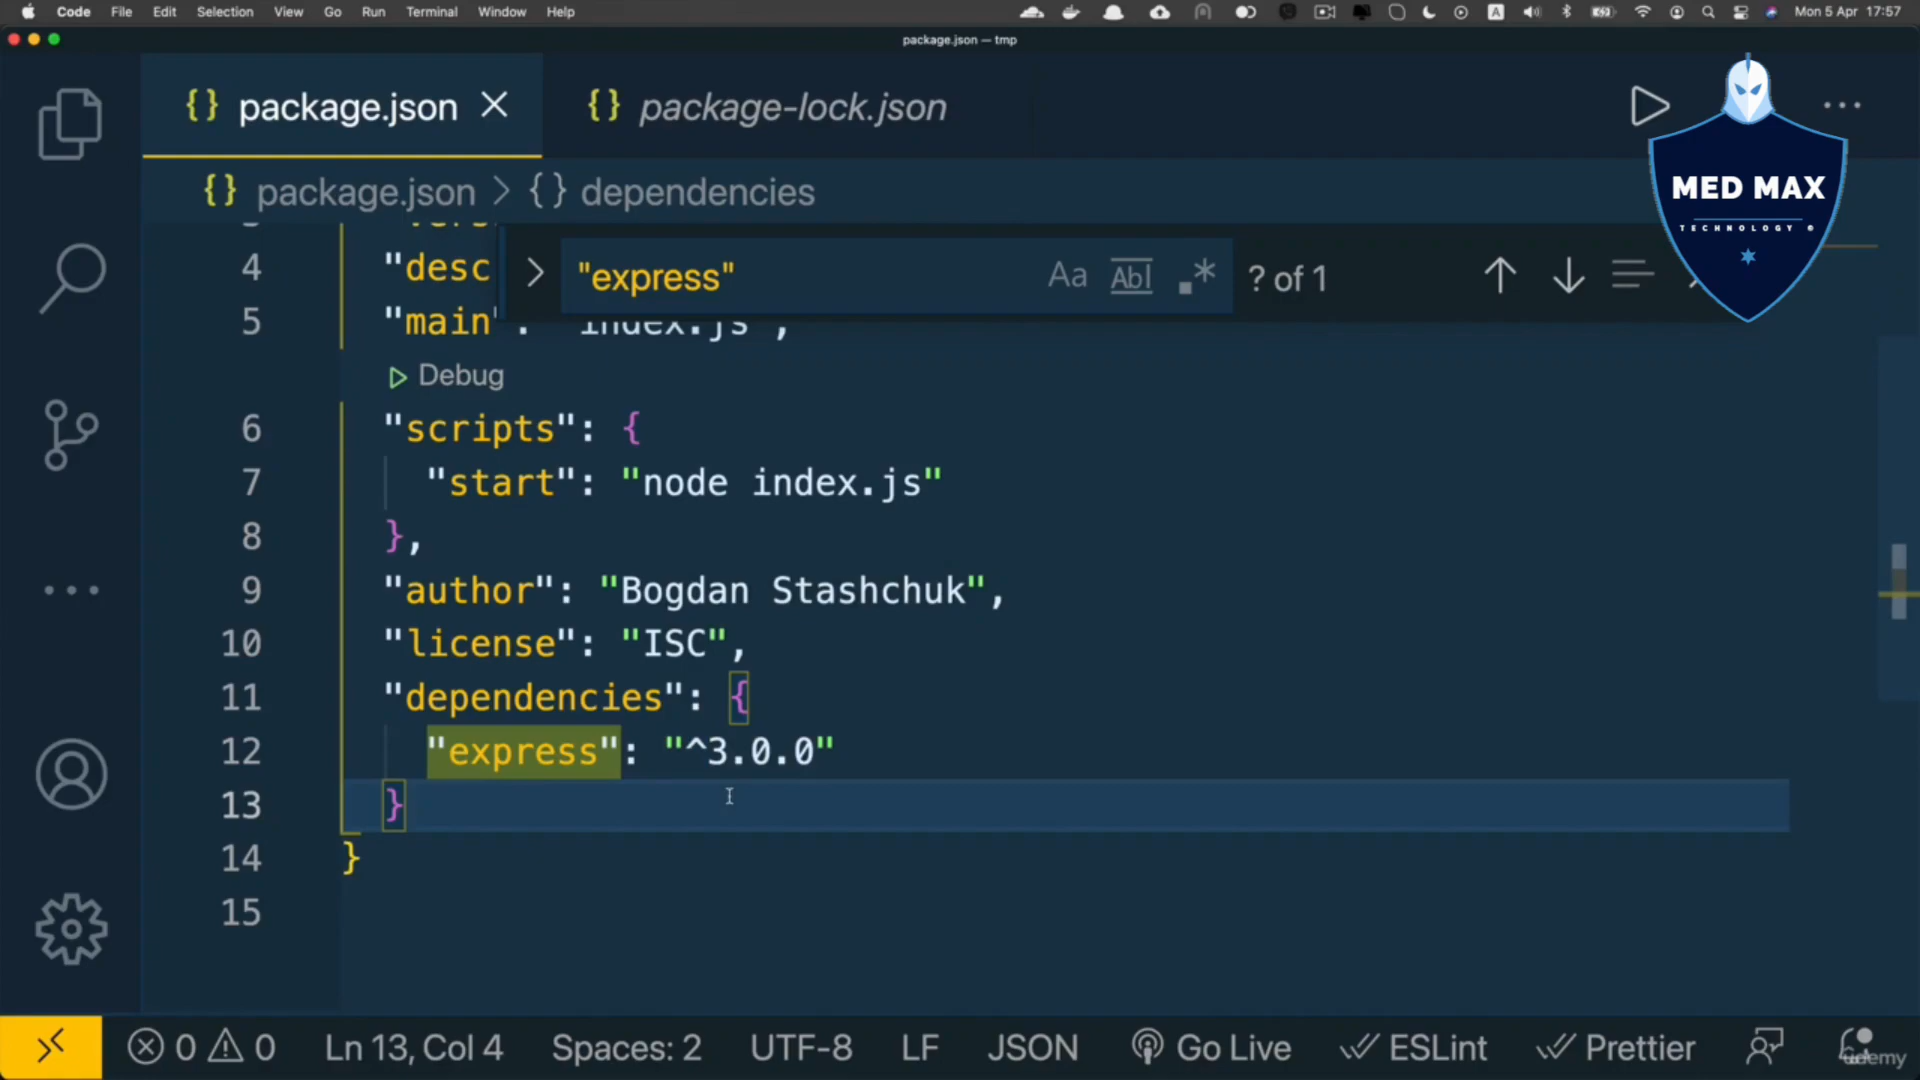 Code File Edit Selection View Go Run Terminal Window Help Mon 5 Apr 17:57
package.json — tmp
{} package.json {} package-lock.json
{} package.json > {} dependencies
MED MAX
TECHNOLOGY
"express" Aa Abl ? of 1
4 "desc
5 "main": "index.js",
Debug
6 "scripts": {
7 "start": "node index.js"
8 },
9 "author": "Bogdan Stashchuk",
10 "license": "ISC",
11 "dependencies": {
12 "express": "^3.0.0"
13 }
14 }
15
0 0 Ln 13, Col 4 Spaces: 2 UTF-8 LF JSON Go Live ESLint Prettier
udemy